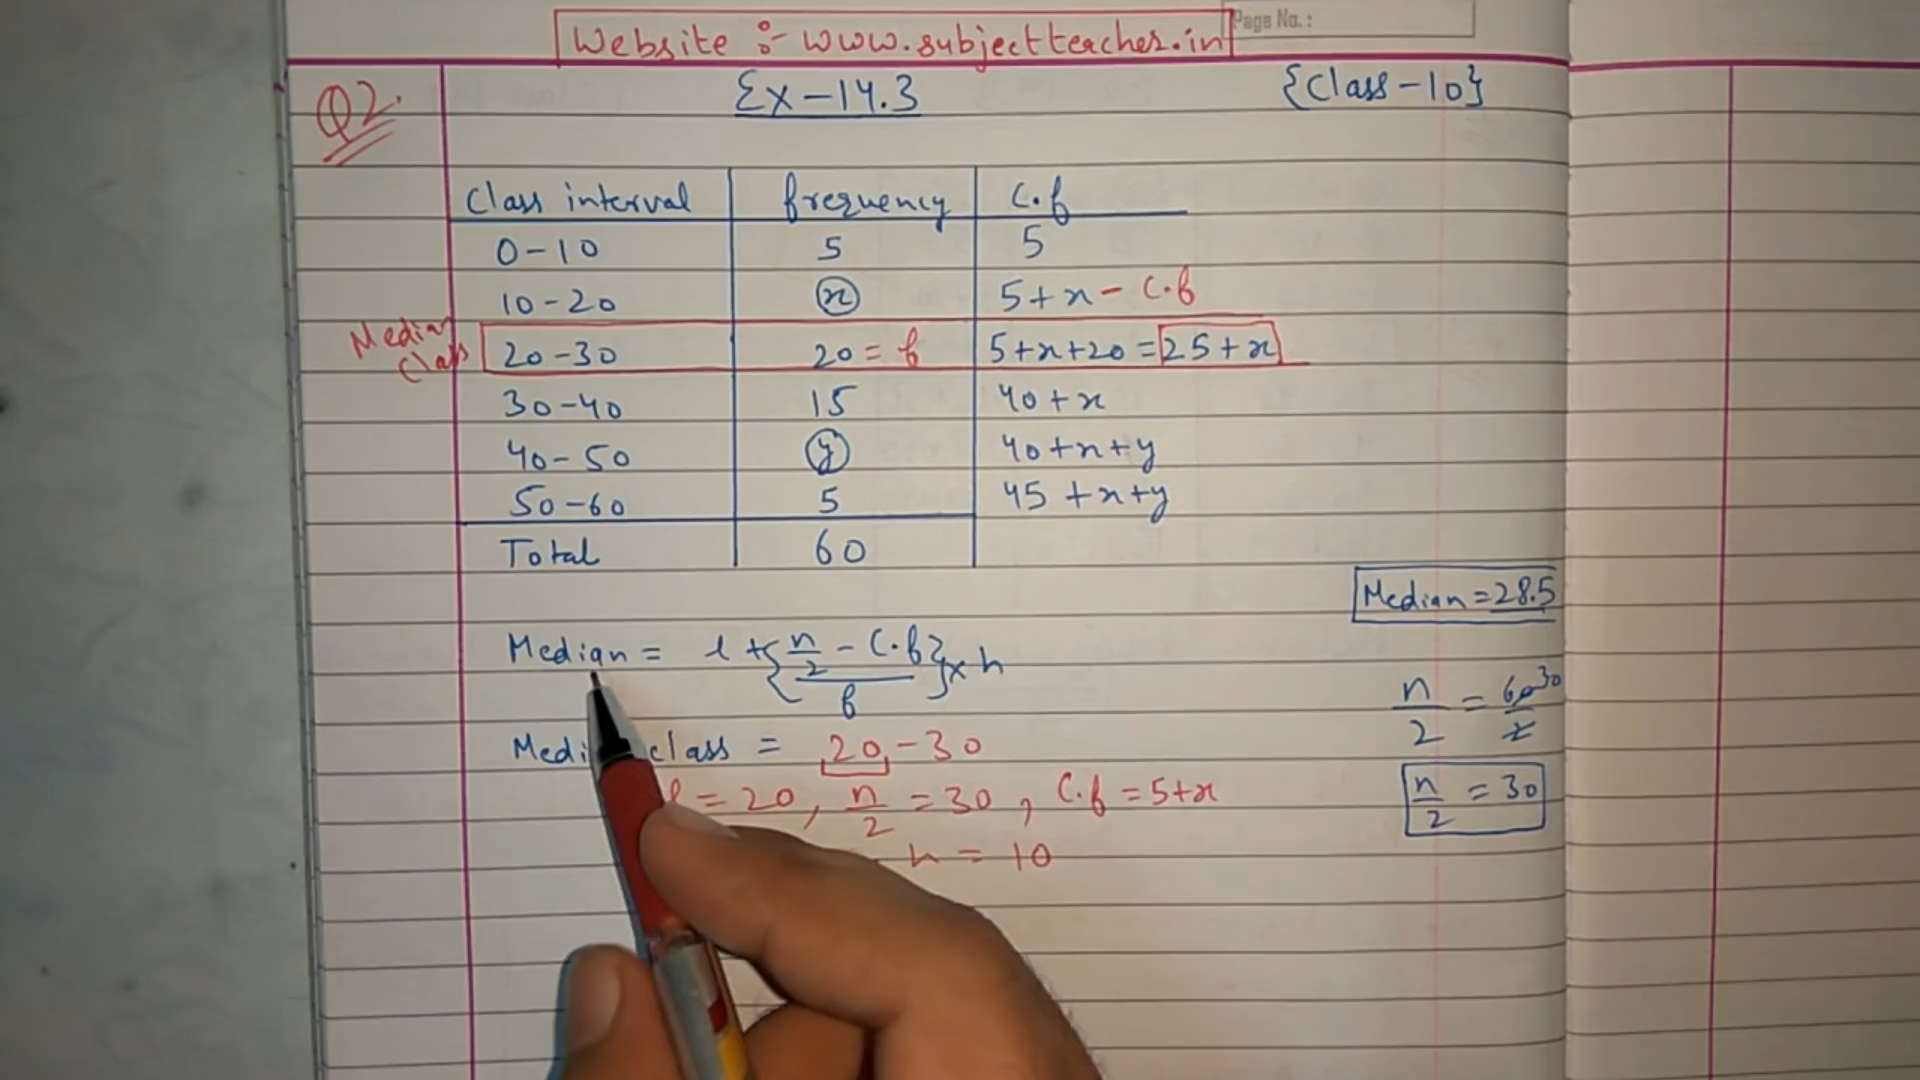 Page No. :
Website :- www.subjectteacher.in
Q2.
Ex-14.3
{Class-10}
Class interval frequency C.f
0-10 5 5
10-20 x 5+x - C.f
Median Class
20-30 20 = f 5+x+20 = 25+x
30-40 15 40+x
40-50 y 40+x+y
50-60 5 45+x+y
Total 60
Median = 28.5
Median = l + {n/2 - C.f / f} × h
n/2 = 60/2 30
class = 20-30
l = 20, n/2 = 30, C.f = 5+x
n/2 = 30
h = 10